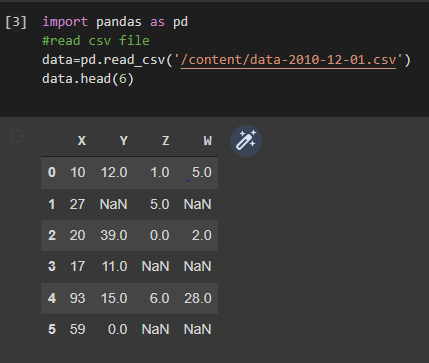 [3] import pandas as pd
#read csv file
data=pd.read_csv('/content/data-2010-12-01.csv')
data.head(6)
X Y Z W
0 10 12.0 1.0 5.0
1 27 NaN 5.0 NaN
2 20 39.0 0.0 2.0
3 17 11.0 NaN NaN
4 93 15.0 6.0 28.0
5 59 0.0 NaN NaN